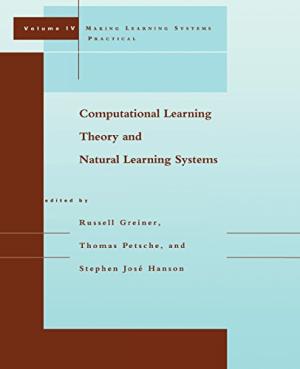 Volume IV MAKING LEARNING SYSTEMS
PRACTICAL
Computational Learning
Theory and
Natural Learning Systems
edited by
Russell Greiner,
Thomas Petsche, and
Stephen José Hanson